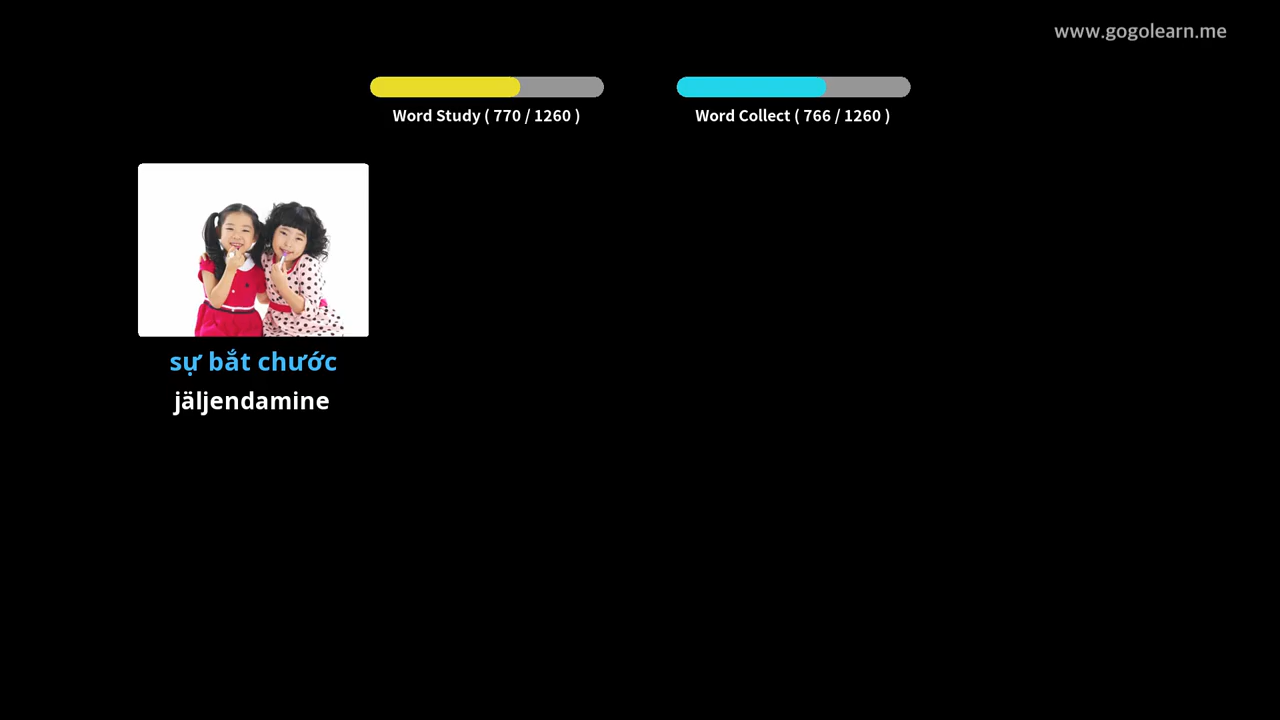 www.gogolearn.me
Word Study ( 770 / 1260 )
Word Collect ( 766 / 1260 )
sự bắt chước
jäljendamine